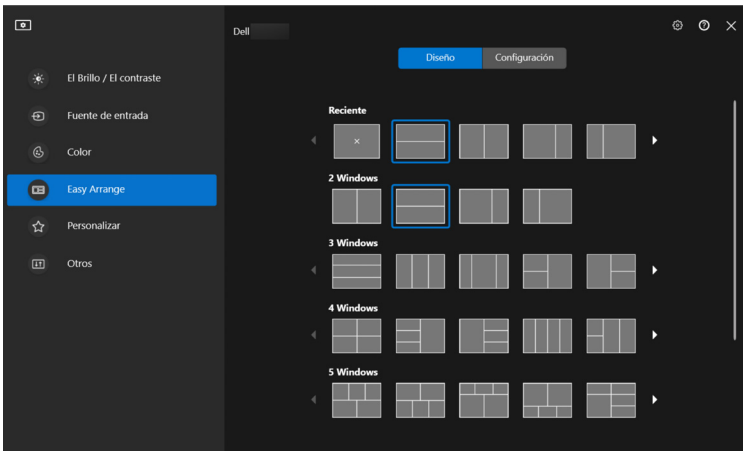 Dell
Diseño
Configuración
El Brillo / El contraste
Fuente de entrada
Color
Easy Arrange
Personalizar
Otros
Reciente
2 Windows
3 Windows
4 Windows
5 Windows